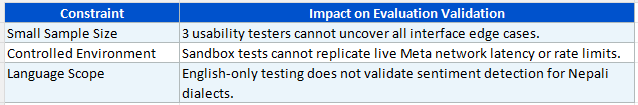 Constraint Impact on Evaluation Validation
Small Sample Size 3 usability testers cannot uncover all interface edge cases.
Controlled Environment Sandbox tests cannot replicate live Meta network latency or rate limits.
Language Scope English-only testing does not validate sentiment detection for Nepali
dialects.